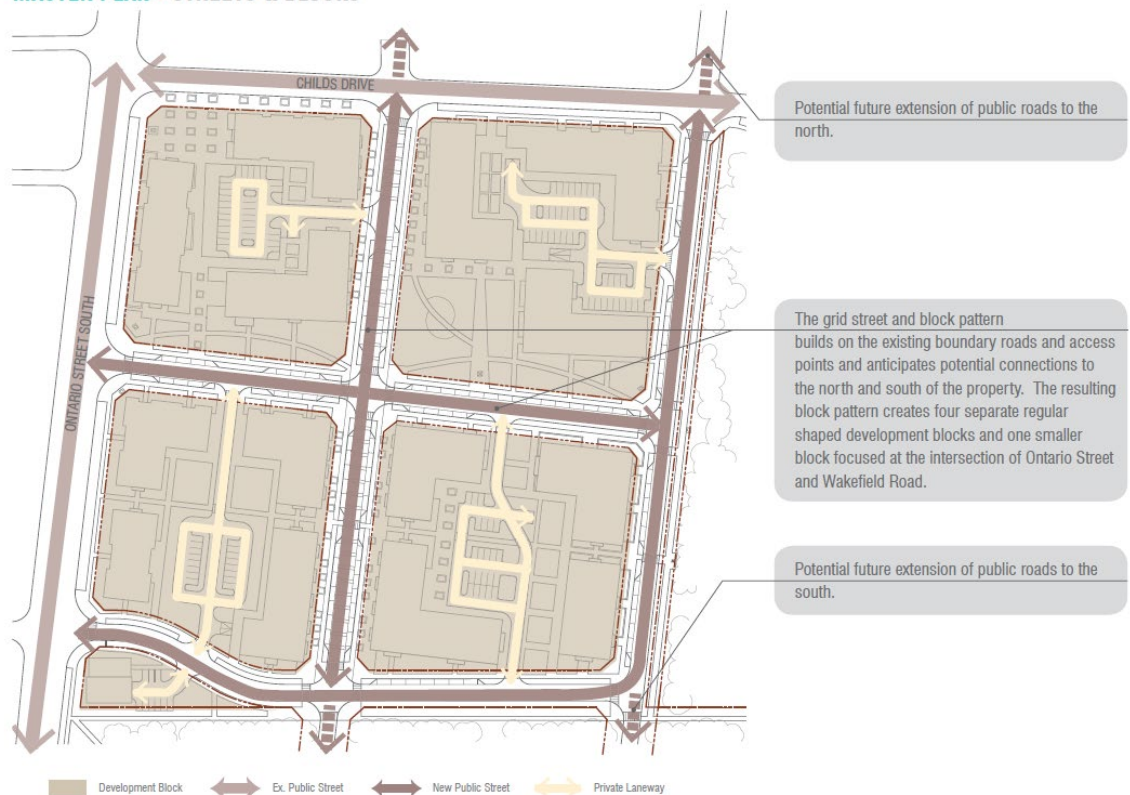 CHILDS DRIVE
ONTARIO STREET SOUTH
Potential future extension of public roads to the
north.
The grid street and block pattern
builds on the existing boundary roads and access
points and anticipates potential connections to
the north and south of the property.  The resulting
block pattern creates four separate regular
shaped development blocks and one smaller
block focused at the intersection of Ontario Street
and Wakefield Road.
Potential future extension of public roads to the
south.
Development Block
Ex. Public Street
New Public Street
Private Laneway